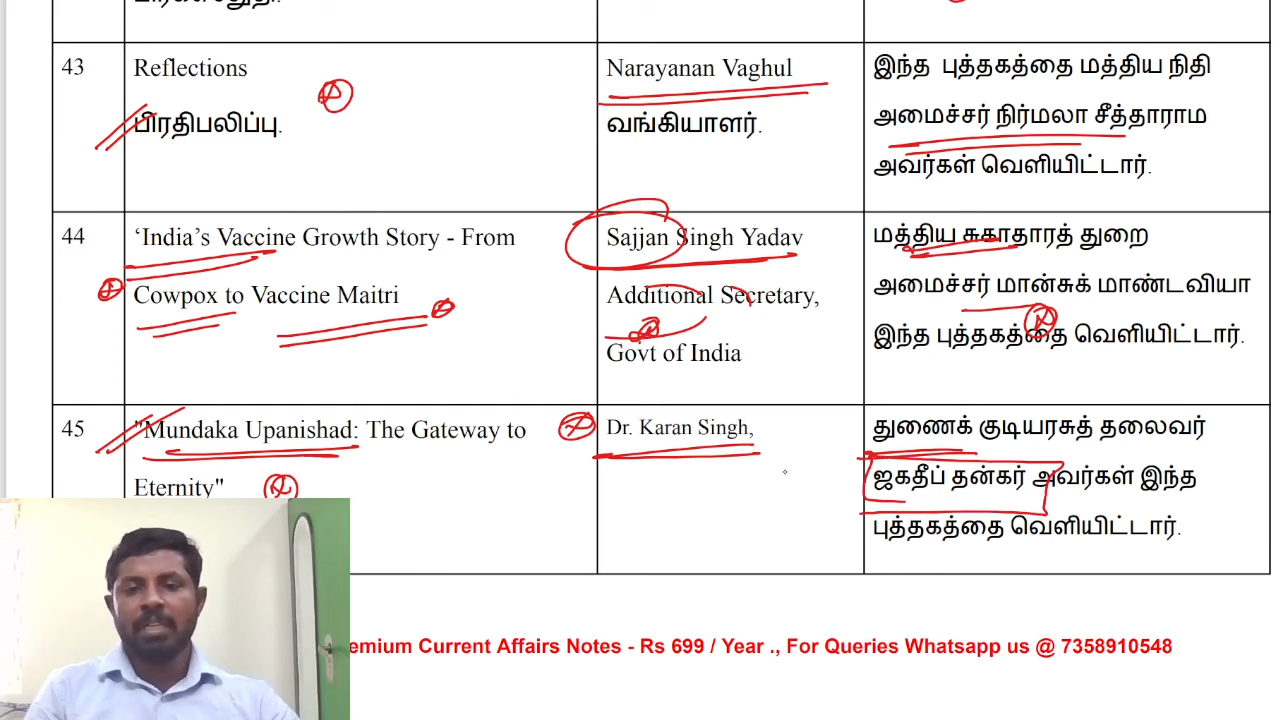 43
Reflections
பிரதிபலிப்பு.
Narayanan Vaghul
வங்கியாளர்.
இந்த புத்தகத்தை மத்திய நிதி
அமைச்சர் நிர்மலா சீத்தாராம
அவர்கள் வெளியிட்டார்.
44
‘India’s Vaccine Growth Story - From
Cowpox to Vaccine Maitri
Sajjan Singh Yadav
Additional Secretary,
Govt of India
மத்திய சுகாதாரத் துறை
அமைச்சர் மான்சுக் மாண்டவியா
இந்த புத்தகத்தை வெளியிட்டார்.
45
"Mundaka Upanishad: The Gateway to
Eternity"
Dr. Karan Singh,
துணைக் குடியரசுத் தலைவர்
ஜகதீப் தன்கர் அவர்கள் இந்த
புத்தகத்தை வெளியிட்டார்.
emium Current Affairs Notes - Rs 699 / Year ., For Queries Whatsapp us @ 7358910548